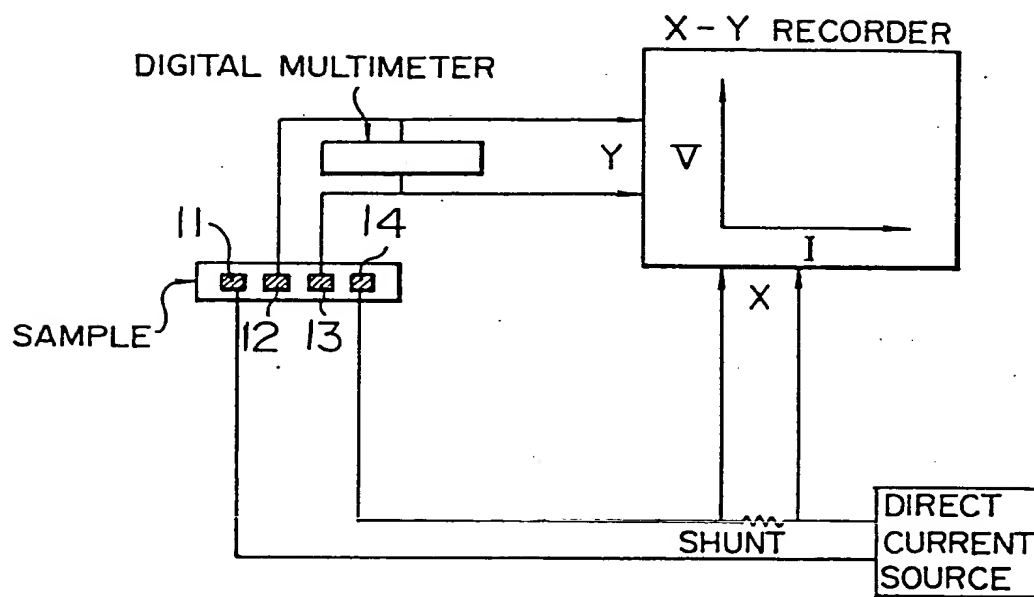 X-Y RECORDER
DIGITAL MULTIMETER
Y
V
I
X
11
14
12 13
SAMPLE
SHUNT
DIRECT
CURRENT
SOURCE